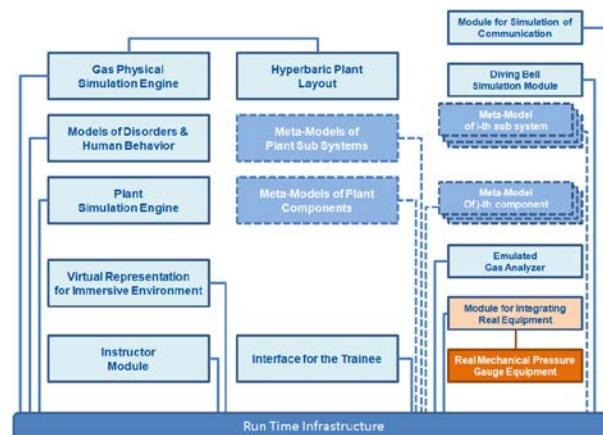 Gas Physical
Simulation Engine
Hyperbaric Plant
Layout
Module for Simulation of
Communication
Diving Bell
Simulation Module
Models of Disorders &
Human Behavior
Meta-Models of
Plant Sub Systems
Meta-Model
of i-th sub system
Plant
Simulation Engine
Meta-Models of Plant
Components
Meta-Model
Of j-th component
Virtual Representation
for Immersive Environment
Emulated
Gas Analyzer
Module for Integrating
Real Equipment
Instructor
Module
Interface for the Trainee
Real Mechanical Pressure
Gauge Equipment
Run Time Infrastructure